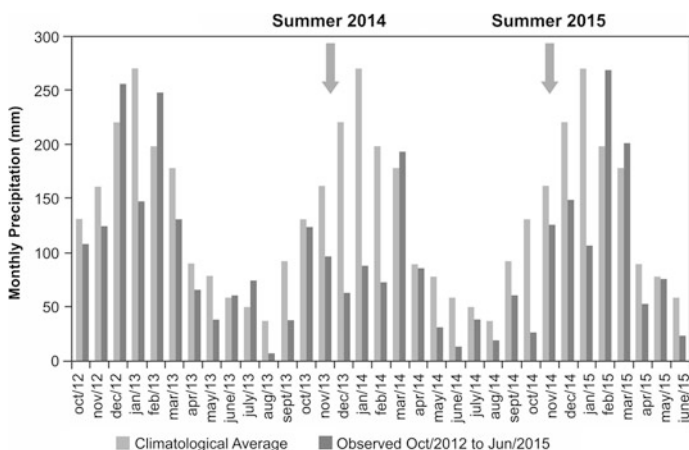 Summer 2014 Summer 2015
Monthly Precipitation (mm)
300
250
200
150
100
50
0
oct/12
nov/12
dec/12
jan/13
feb/13
mar/13
apr/13
may/13
june/13
july/13
aug/13
sept/13
oct/13
nov/13
dec/13
jan/14
feb/14
mar/14
apr/14
may/14
june/14
july/14
aug/14
sept/14
oct/14
nov/14
dec/14
jan/15
feb/15
mar/15
apr/15
may/15
june/15
Climatological Average Observed Oct/2012 to Jun/2015